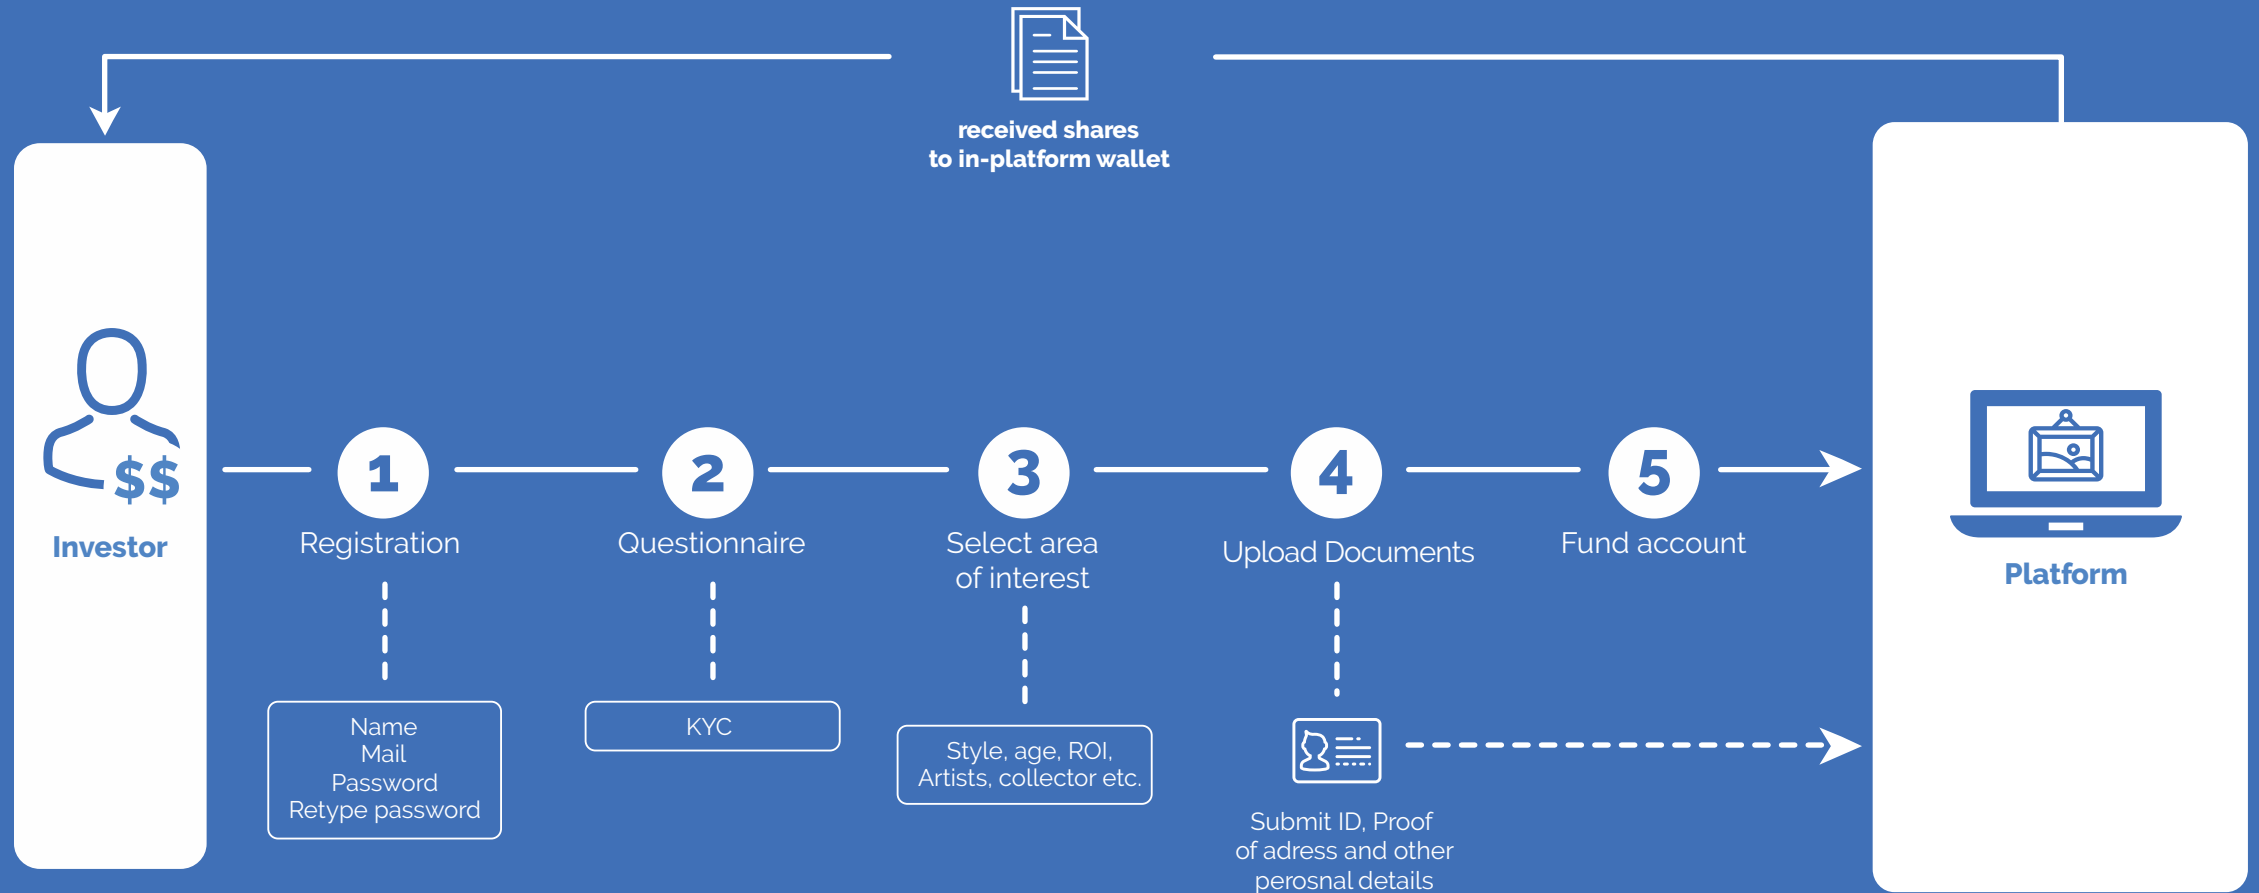 received shares
to in-platform wallet
$$
Investor
1
Registration
Name
Mail
Password
Retype password
2
Questionnaire
KYC
3
Select area
of interest
Style, age, ROI,
Artists, collector etc.
4
Upload Documents
Submit ID, Proof
of adress and other
perosnal details
5
Fund account
Platform